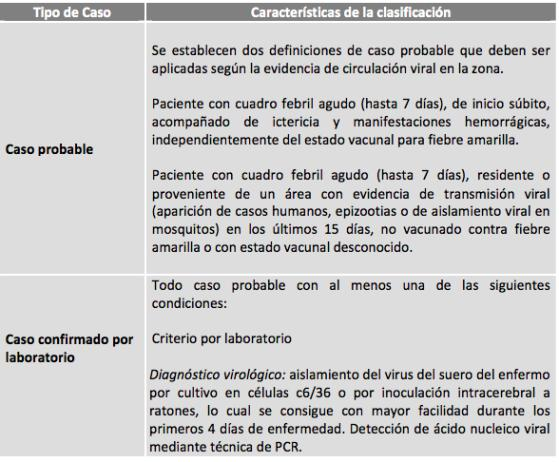 Tipo de Caso
Características de la clasificación
Caso probable
Se establecen dos definiciones de caso probable que deben ser
aplicadas según la evidencia de circulación viral en la zona.
Paciente con cuadro febril agudo (hasta 7 días), de inicio súbito,
acompañado de ictericia y manifestaciones hemorrágicas,
independientemente del estado vacunal para fiebre amarilla.
Paciente con cuadro febril agudo (hasta 7 días), residente o
proveniente de un área con evidencia de transmisión viral
(aparición de casos humanos, epizootias o de aislamiento viral en
mosquitos) en los últimos 15 días, no vacunado contra fiebre
amarilla o con estado vacunal desconocido.
Caso confirmado por
laboratorio
Todo caso probable con al menos una de las siguientes
condiciones:
Criterio por laboratorio
Diagnóstico virológico: aislamiento del virus del suero del enfermo
por cultivo en células c6/36 o por inoculación intracerebral a
ratones, lo cual se consigue con mayor facilidad durante los
primeros 4 días de enfermedad. Detección de ácido nucleico viral
mediante técnica de PCR.